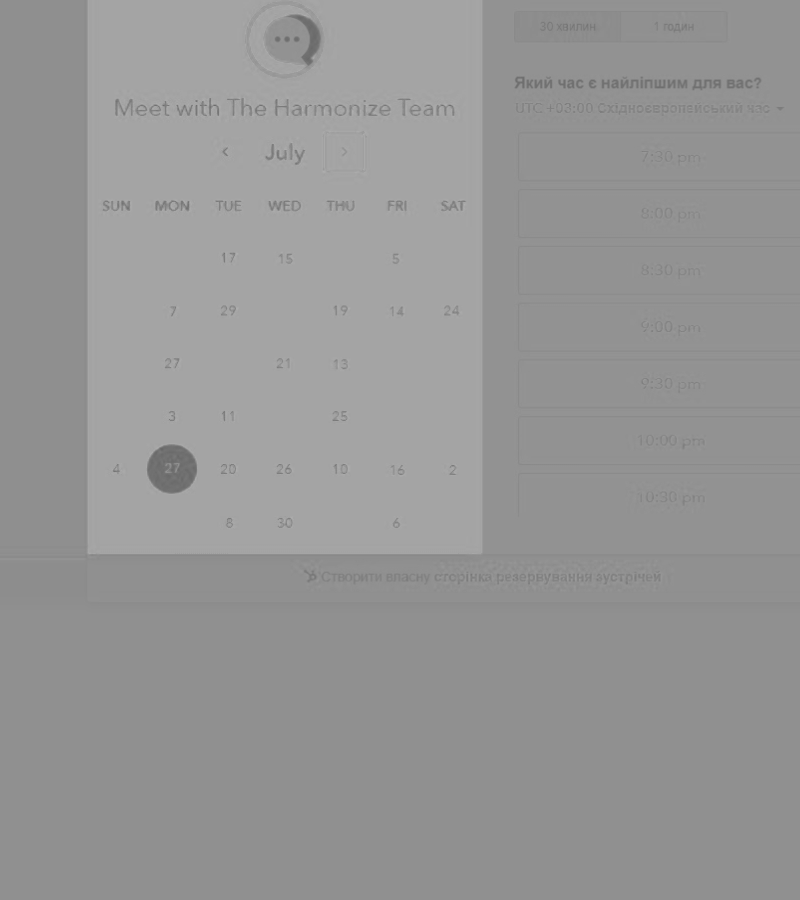 Meet with The Harmonize Team
July
SUN MON TUE WED THU FRI SAT
17 15 5
7 29 19 14 24
27 21 13
3 11 25
4 27 20 26 10 16 2
8 30 6
30 хвилин. 1 годин
Який час є найліпшим для вас?
UTC +03:00 Східноєвропейський час
7:30 pm
8:00 pm
8:30 pm
9:00 pm
9:30 pm
10:00 pm
10:30 pm
Створити власну сторінка резервування зустрічей